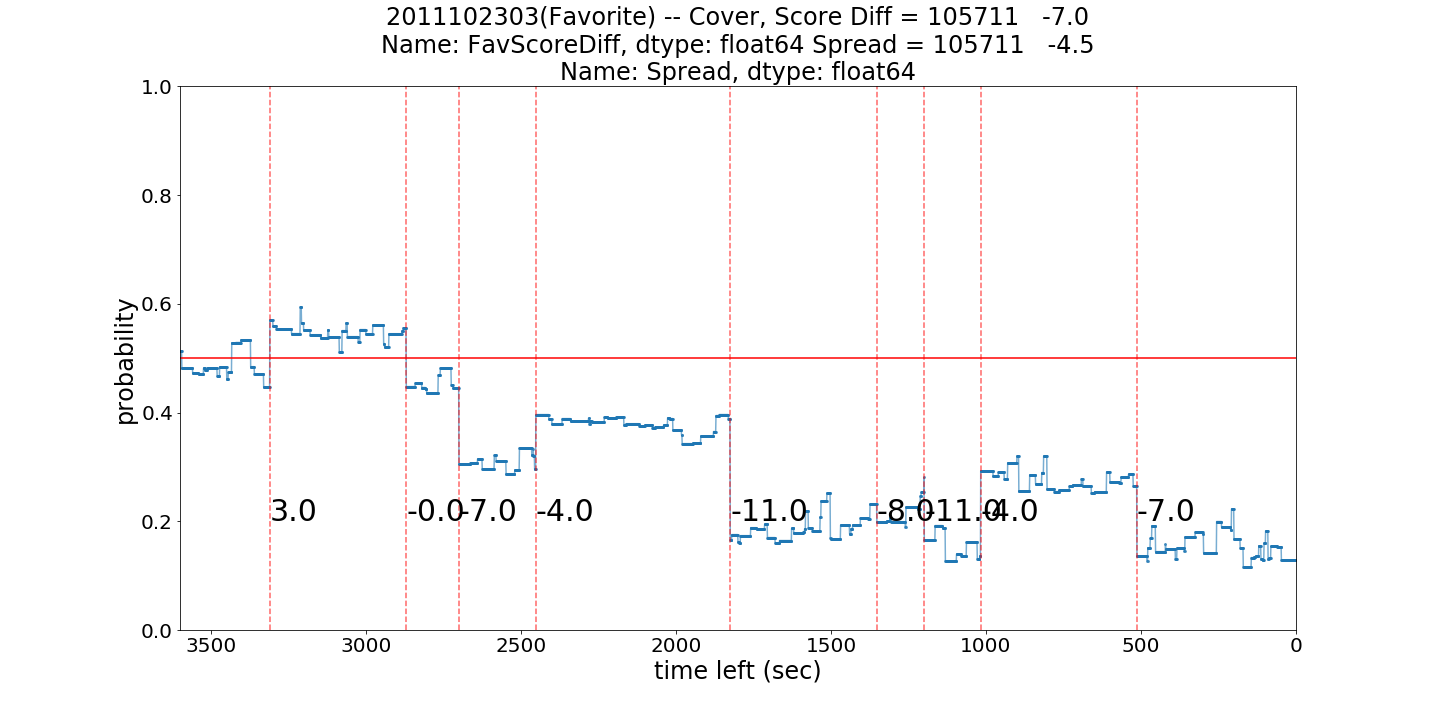 2011102303(Favorite) -- Cover, Score Diff = 105711   -7.0
Name: FavScoreDiff, dtype: float64 Spread = 105711   -4.5
Name: Spread, dtype: float64
1.0
0.8
0.6
0.4
0.2
0.0
probability
3.0
-0.0
-7.0
-4.0
-11.0
-8.0
-11.0
-4.0
-7.0
3500 3000 2500 2000 1500 1000 500 0
time left (sec)